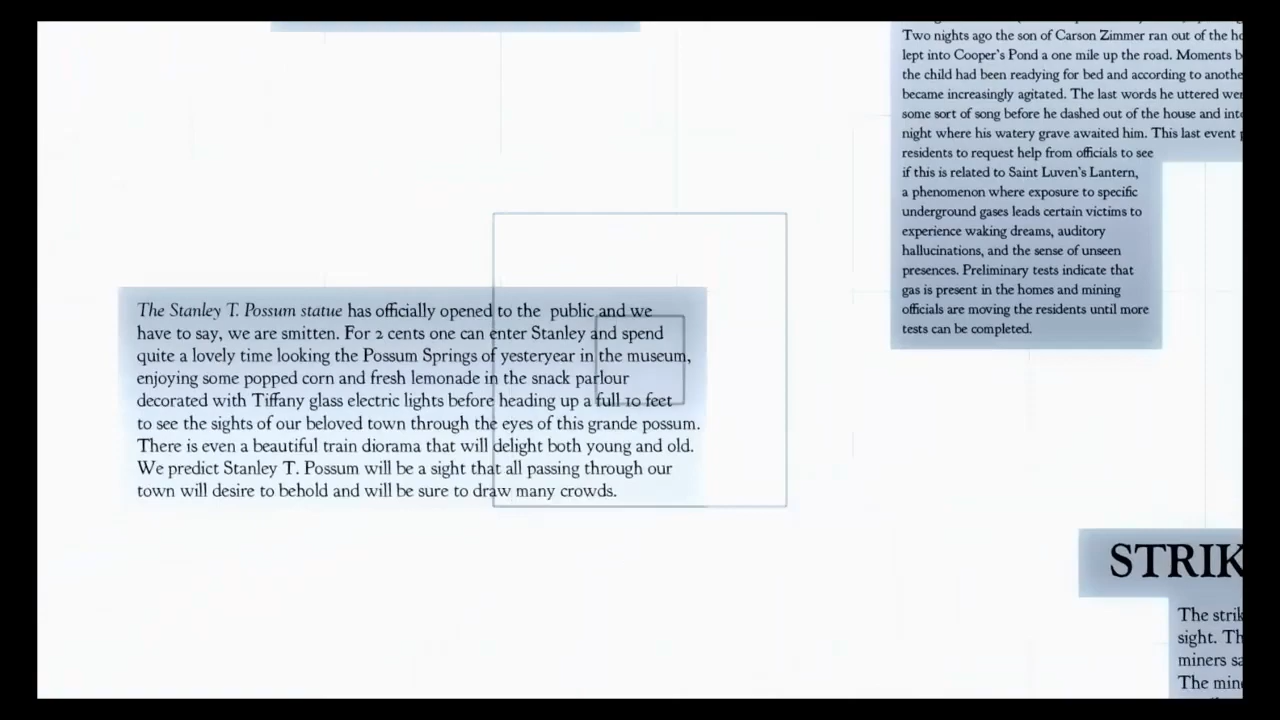 The Stanley T. Possum statue has officially opened to the public and we
have to say, we are smitten. For 2 cents one can enter Stanley and spend
quite a lovely time looking the Possum Springs of yesteryear in the museum,
enjoying some popped corn and fresh lemonade in the snack parlour
decorated with Tiffany glass electric lights before heading up a full 10 feet
to see the sights of our beloved town through the eyes of this grande possum.
There is even a beautiful train diorama that will delight both young and old.
We predict Stanley T. Possum will be a sight that all passing through our
town will desire to behold and will be sure to draw many crowds.
Two nights ago the son of Carson Zimmer ran out of the
lept into Cooper's Pond a one mile up the road. Moments
the child had been readying for bed and according to
became increasingly agitated. The last words he uttered
some sort of song before he dashed out of the house and
night where his watery grave awaited him. This last event
residents to request help from officials to see
if this is related to Saint Luven's Lantern,
a phenomenon where exposure to specific
underground gases leads certain victims to
experience waking dreams, auditory
hallucinations, and the sense of unseen
presences. Preliminary tests indicate that
gas is present in the homes and mining
officials are moving the residents until more
tests can be completed.
STRIK
The strik
sight. Th
miners sa
The mine